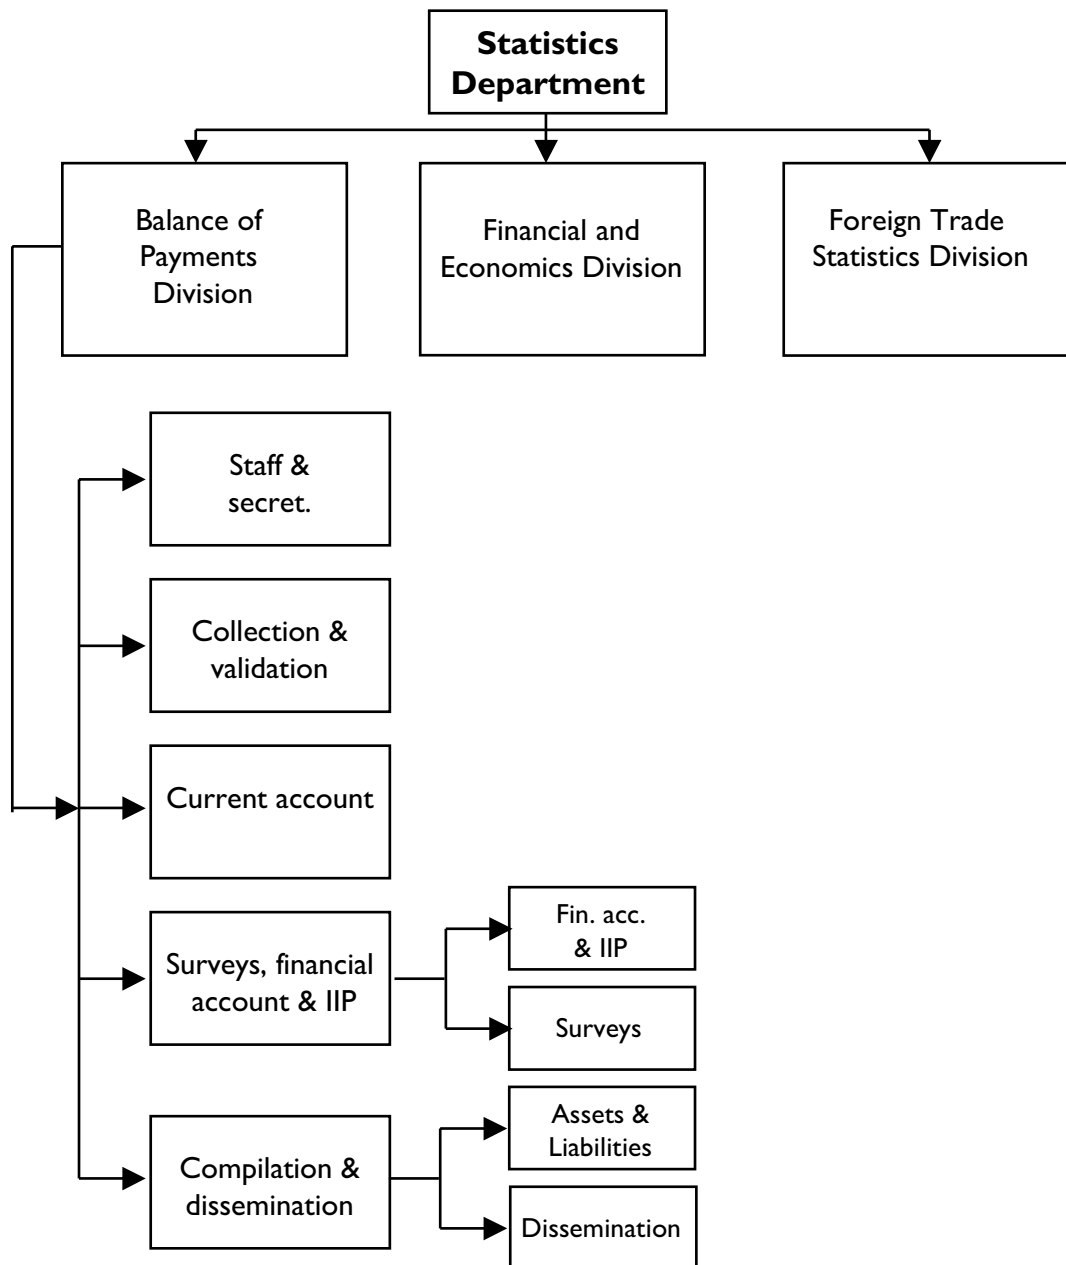 Statistics
Department
Balance of
Payments
Division
Financial and
Economics Division
Foreign Trade
Statistics Division
Staff &
secret.
Collection &
validation
Current account
Surveys, financial
account & IIP
Fin. acc.
& IIP
Surveys
Compilation &
dissemination
Assets &
Liabilities
Dissemination